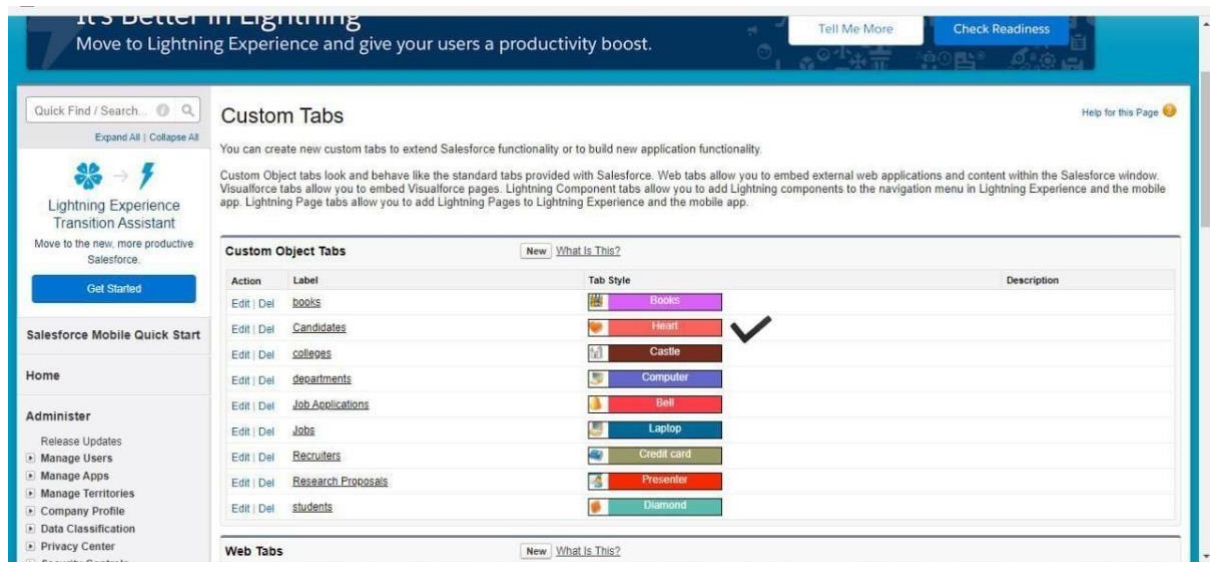 It's Better in Lightning
Move to Lightning Experience and give your users a productivity boost.
Tell Me More
Check Readiness
Quick Find / Search...
Expand All | Collapse All
Lightning Experience
Transition Assistant
Move to the new, more productive
Salesforce.
Get Started
Salesforce Mobile Quick Start
Home
Administer
Release Updates
Manage Users
Manage Apps
Manage Territories
Company Profile
Data Classification
Privacy Center
Security Controls
Custom Tabs
Help for this Page
You can create new custom tabs to extend Salesforce functionality or to build new application functionality.
Custom Object tabs look and behave like the standard tabs provided with Salesforce. Web tabs allow you to embed external web applications and content within the Salesforce window.
Visualforce tabs allow you to embed Visualforce pages. Lightning Component tabs allow you to add Lightning components to the navigation menu in Lightning Experience and the mobile
app. Lightning Page tabs allow you to add Lightning Pages to Lightning Experience and the mobile app.
Custom Object Tabs New What Is This?
Action Label Tab Style Description
Edit | Del books Books
Edit | Del Candidates Heart
Edit | Del colleges Castle
Edit | Del departments Computer
Edit | Del Job Applications Bell
Edit | Del Jobs Laptop
Edit | Del Recruiters Credit card
Edit | Del Research Proposals Presenter
Edit | Del students Diamond
Web Tabs New What Is This?